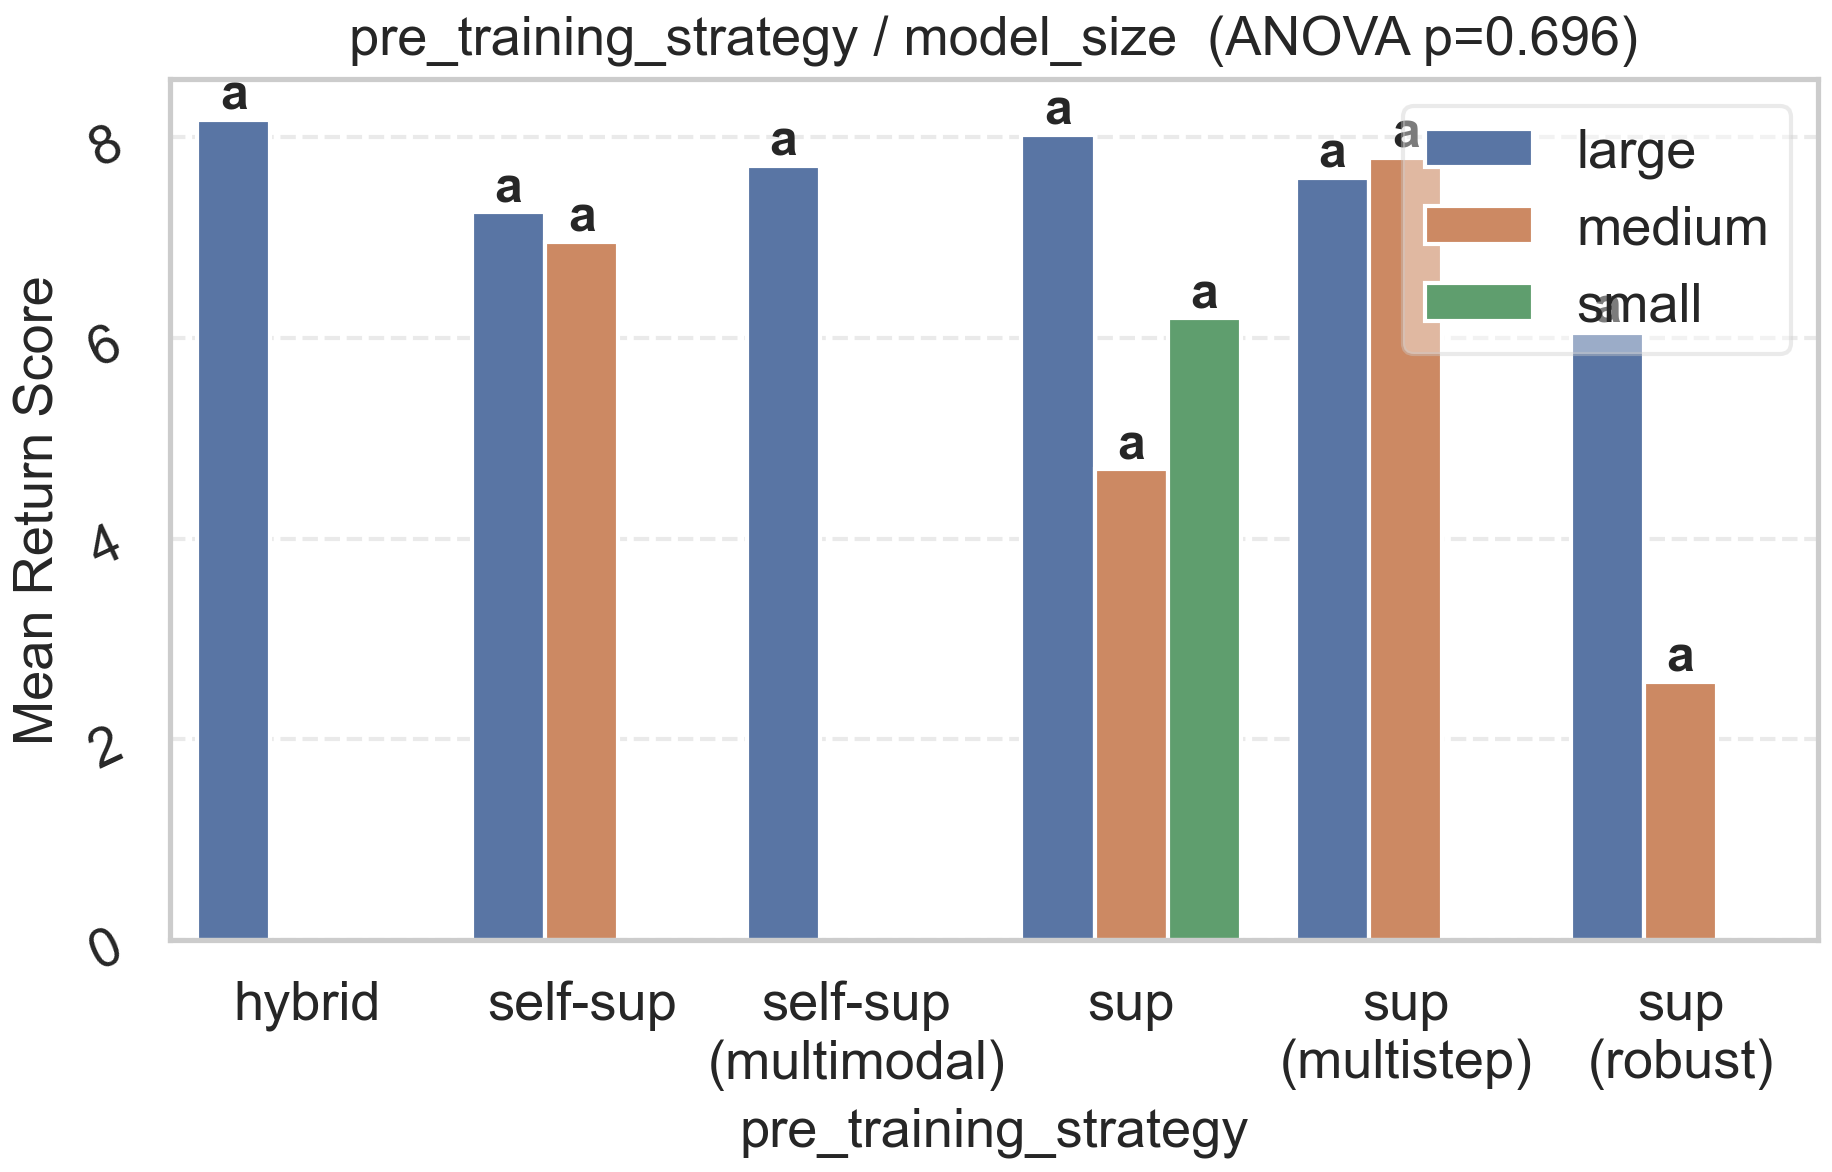 pre_training_strategy / model_size (ANOVA p=0.696)
Mean Return Score
8
6
4
2
0
a
a
a
a
a
a
a
a
a
a
a
large
medium
small
hybrid
self-sup
self-sup
(multimodal)
sup
sup
(multistep)
sup
(robust)
pre_training_strategy